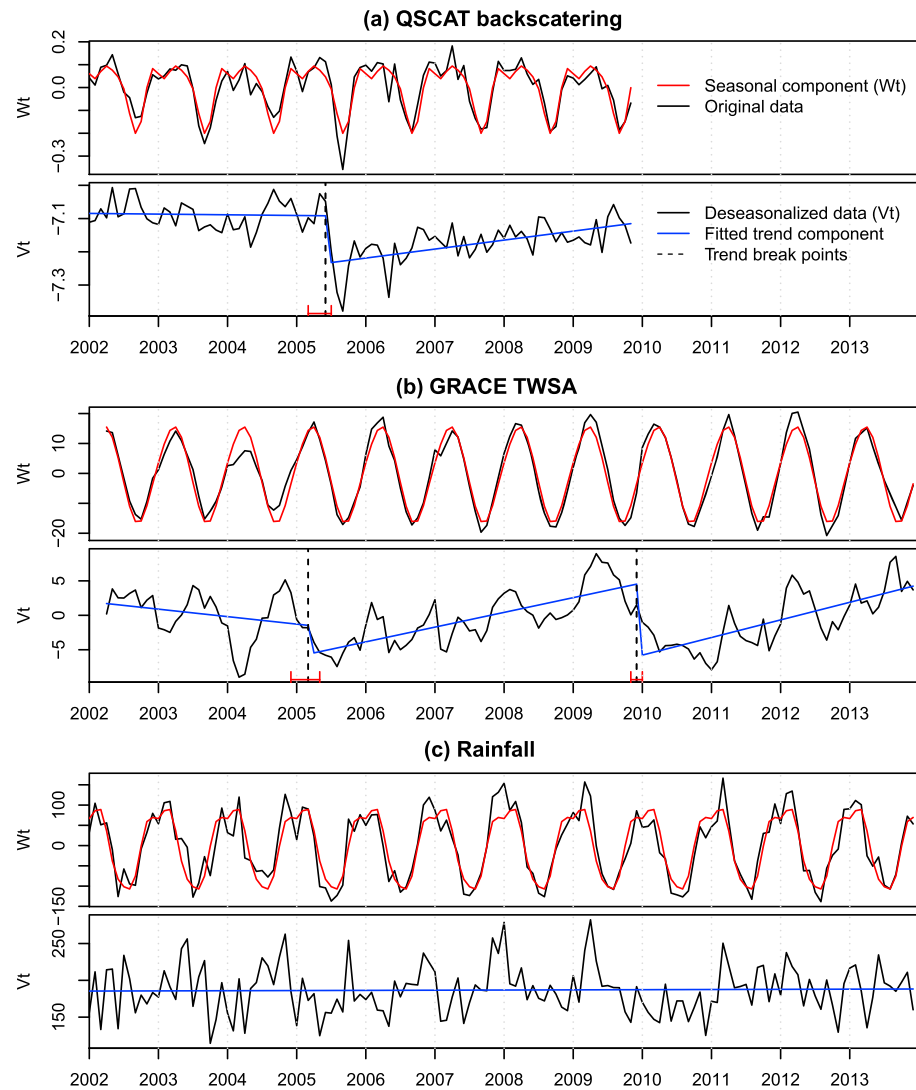 (a) QSCAT backscatering
0.2
0.0
−0.3
Wt
Seasonal component (Wt)
Original data
−7.1
−7.3
Vt
Deseasonalized data (Vt)
Fitted trend component
Trend break points
2002 2003 2004 2005 2006 2007 2008 2009 2010 2011 2012 2013
(b) GRACE TWSA
10
0
−20
Wt
5
0
−5
Vt
2002 2003 2004 2005 2006 2007 2008 2009 2010 2011 2012 2013
(c) Rainfall
100
0
−150
Wt
250
150
Vt
2002 2003 2004 2005 2006 2007 2008 2009 2010 2011 2012 2013